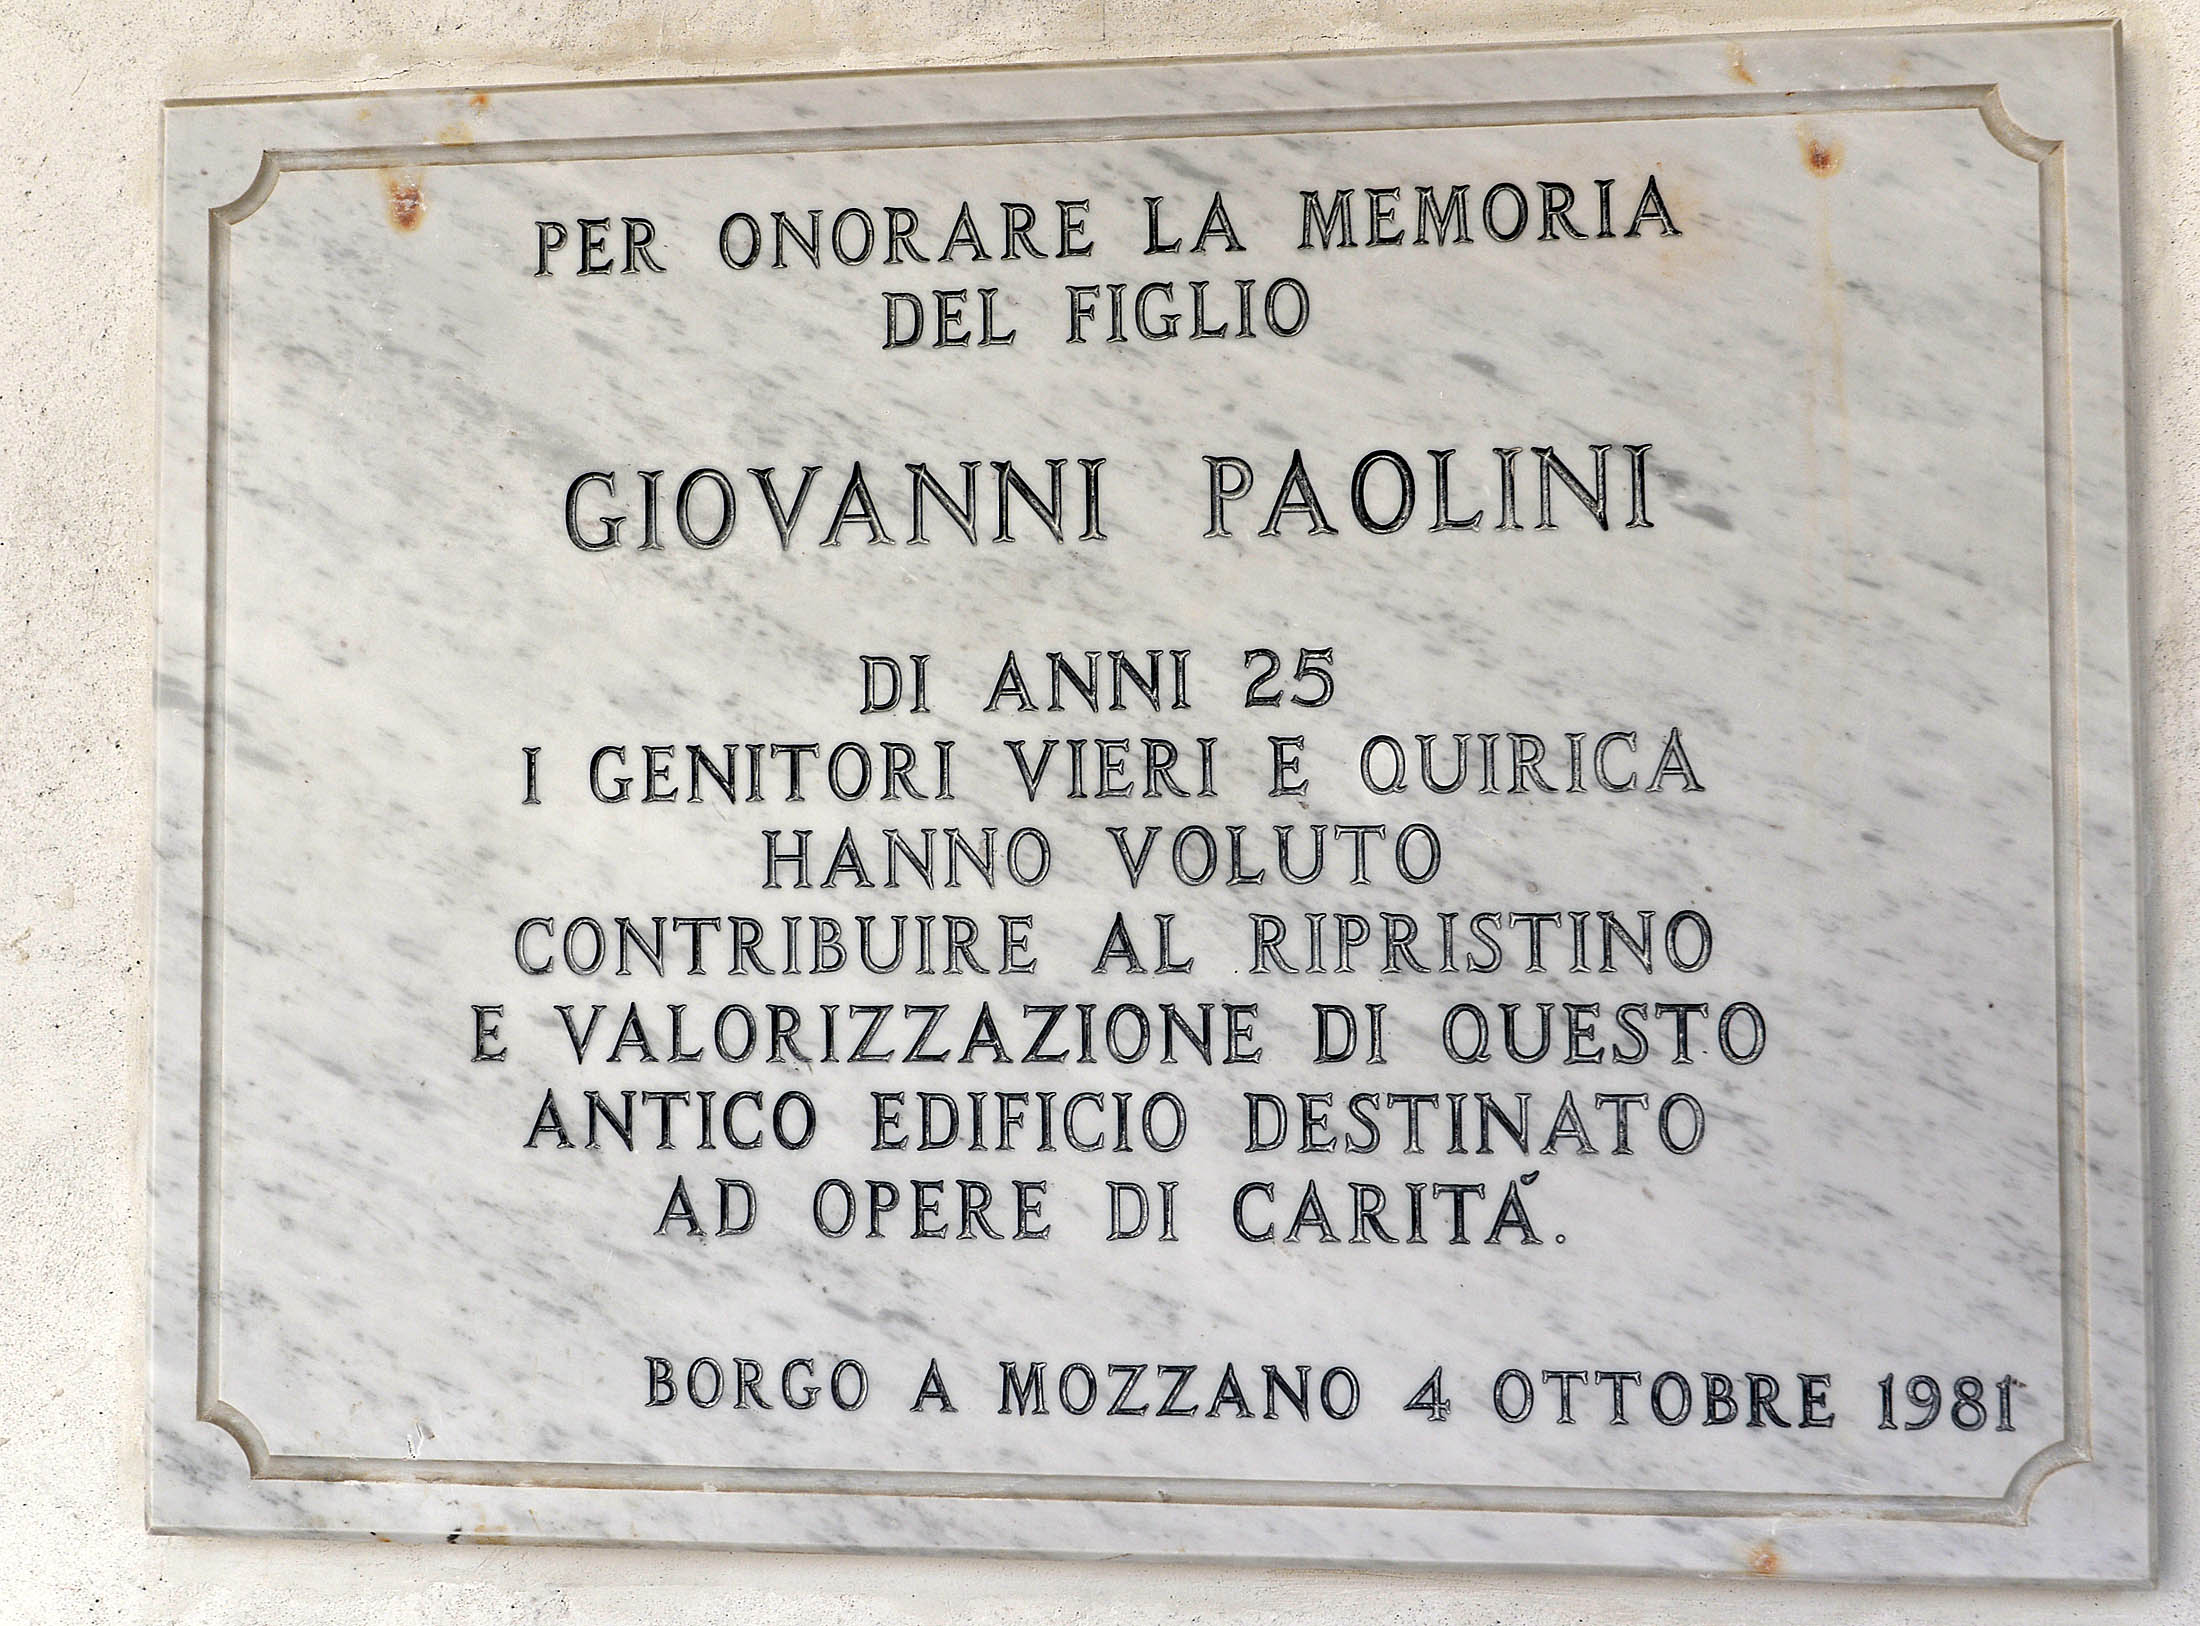 PER ONORARE LA MEMORIA
DEL FIGLIO
GIOVANNI PAOLINI
DI ANNI 25
I GENITORI VIERI E QUIRICA
HANNO VOLUTO
CONTRIBUIRE AL RIPRISTINO
E VALORIZZAZIONE DI QUESTO
ANTICO EDIFICIO DESTINATO
AD OPERE DI CARITÁ.
BORGO A MOZZANO 4 OTTOBRE 1981